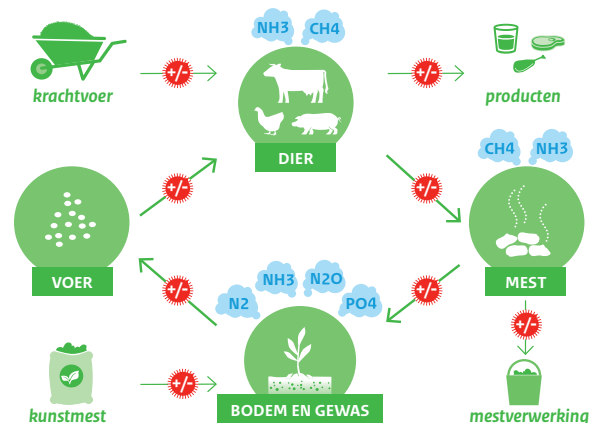 NH3
CH4
+/-
+/-
krachtvoer
producten
DIER
CH4
NH3
+/-
+/-
VOER
MEST
N2
NH3
N2O
PO4
+/-
+/-
+/-
+/-
BODEM EN GEWAS
kunstmest
mestverwerking